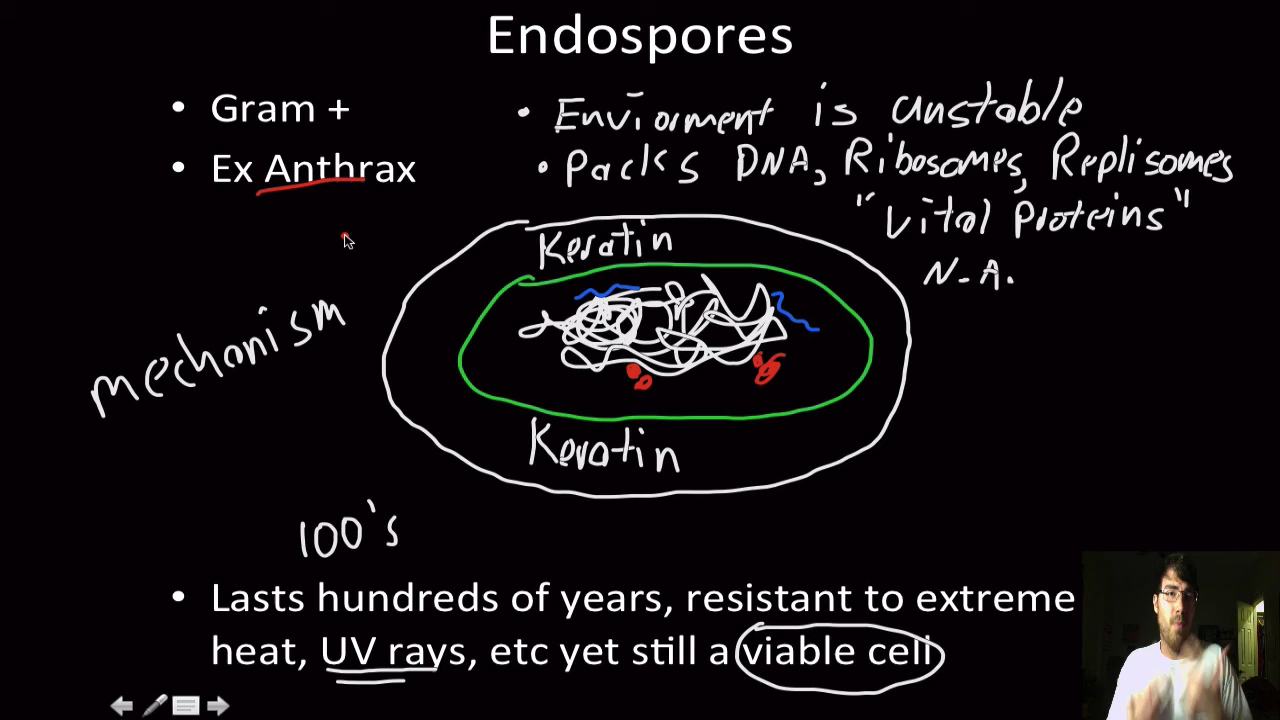 Endospores
• Gram +
• Ex Anthrax
• Enviorment is unstable
• Packs DNA, Ribosomes, Replisomes
"Vital Proteins"
N-A.
Keratin
mechanism
Keratin
100's
• Lasts hundreds of years, resistant to extreme
heat, UV rays, etc yet still a viable cell